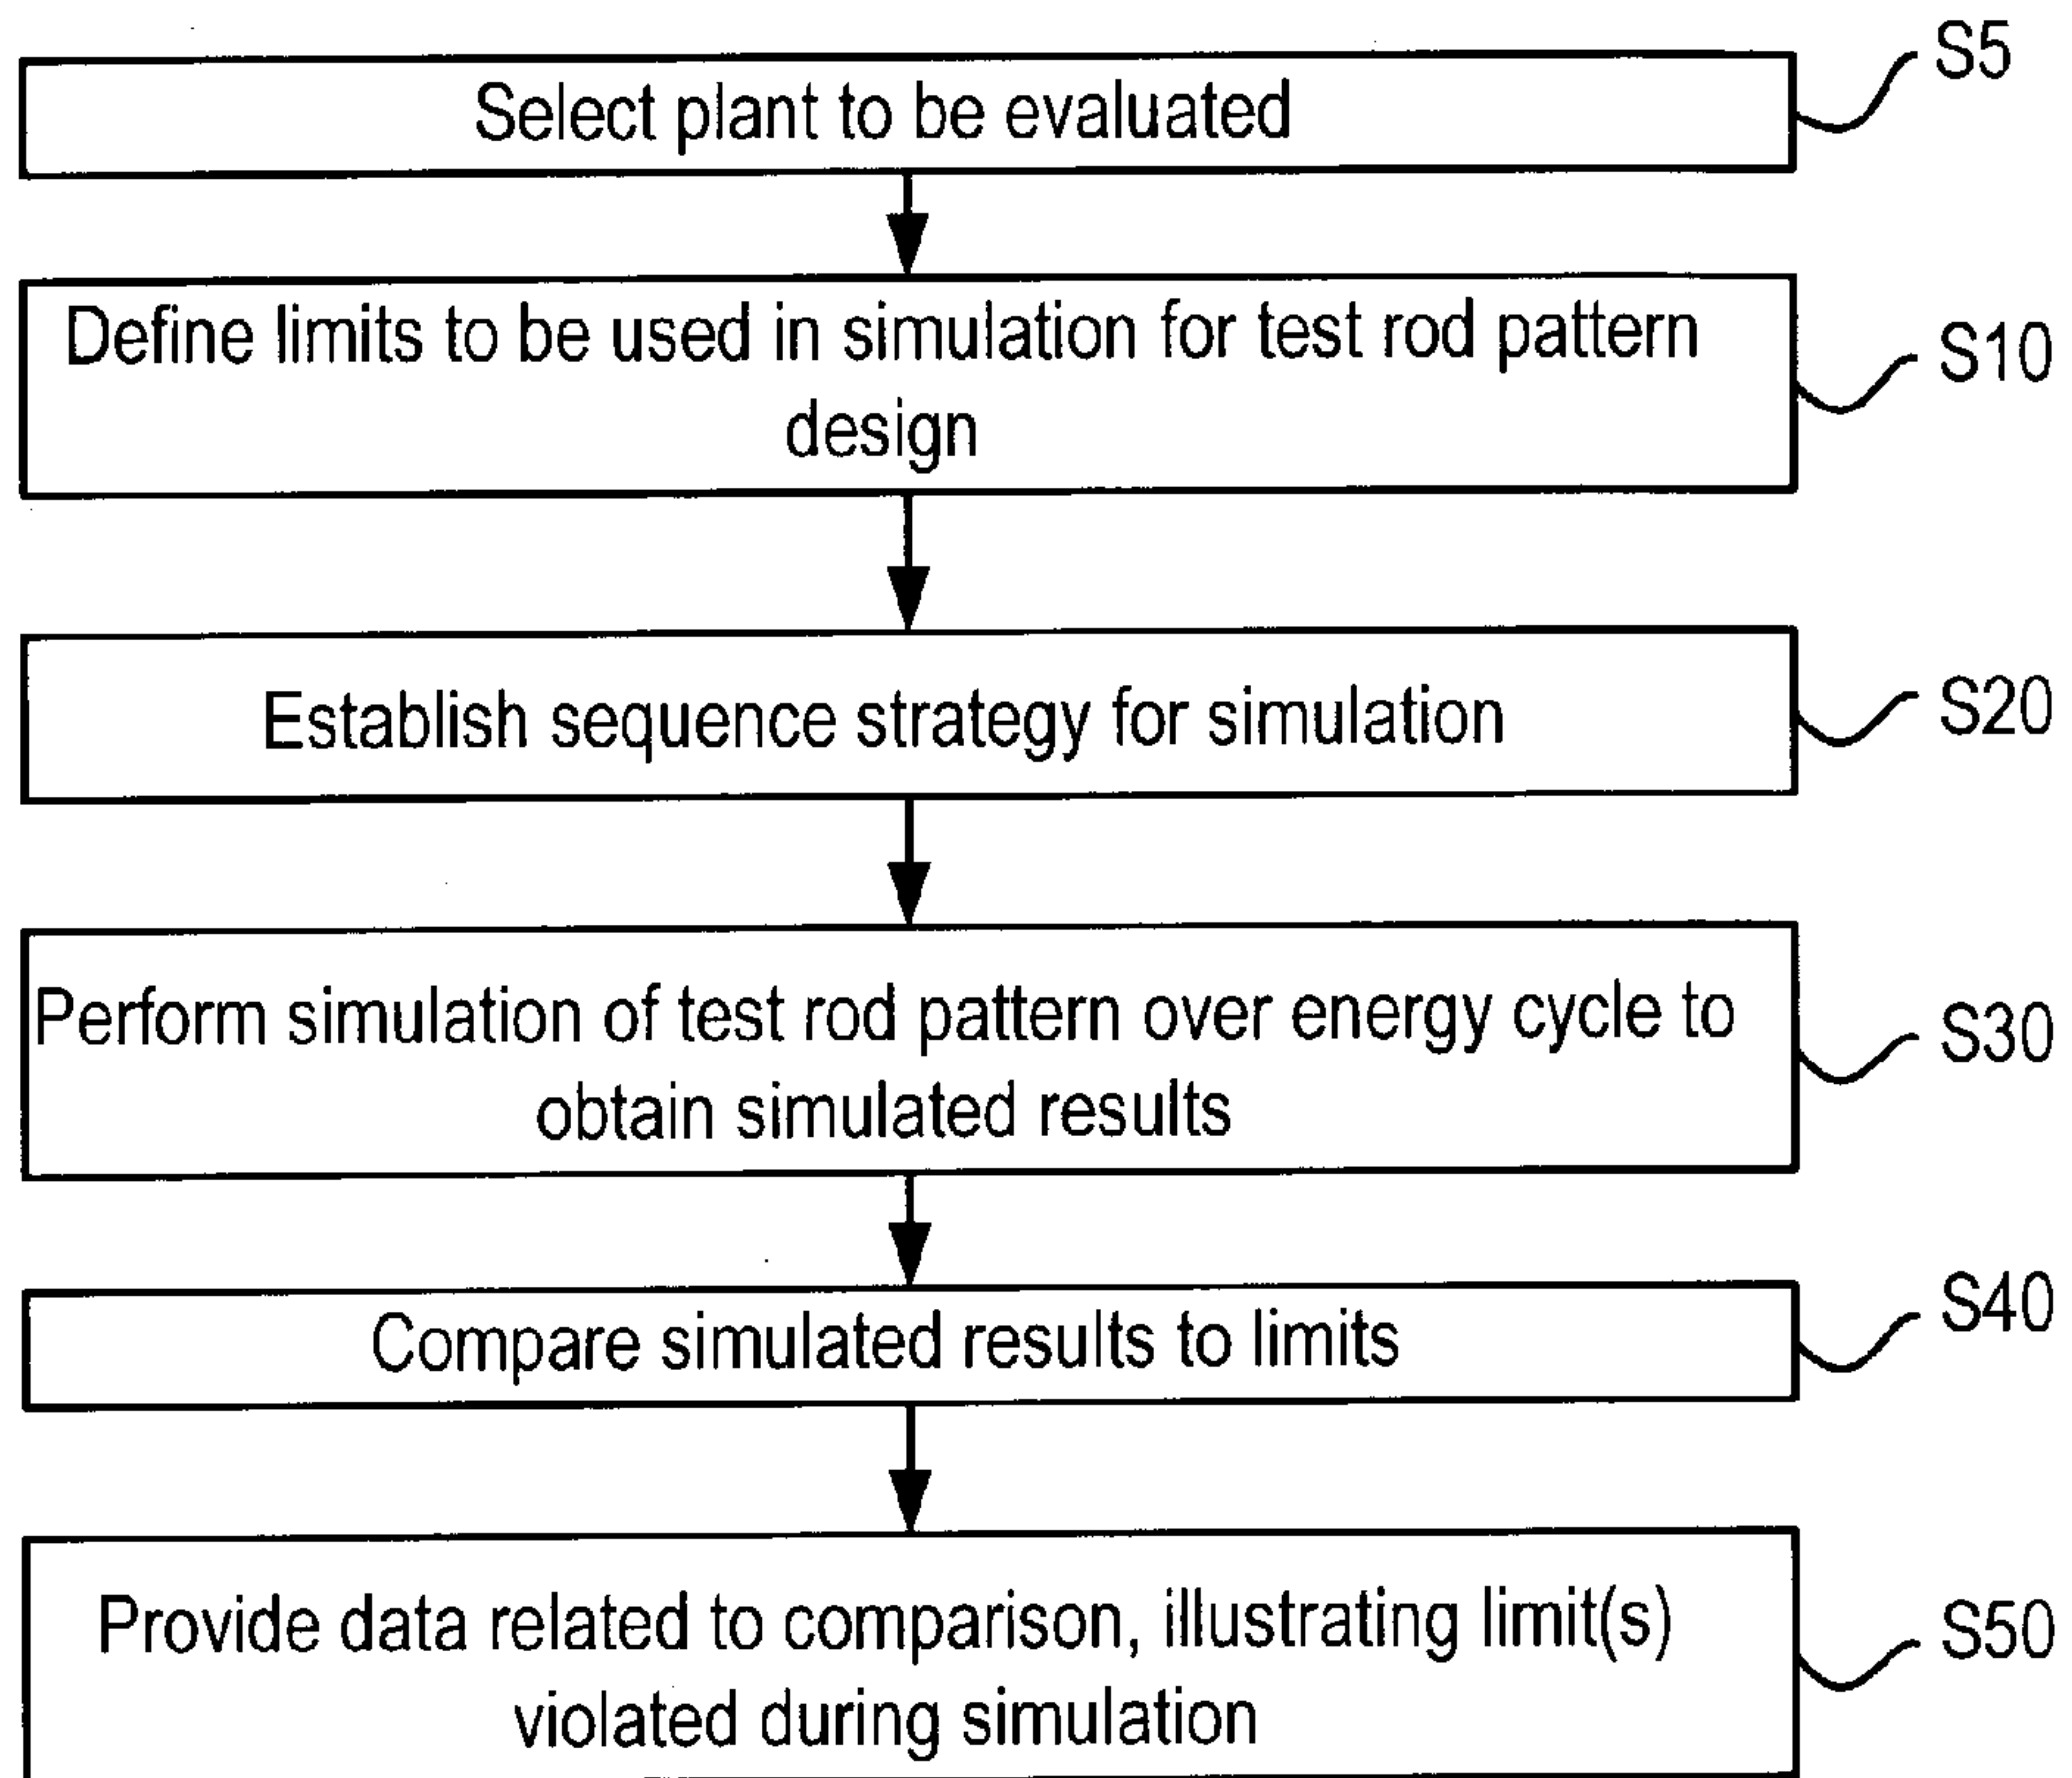 S5
Select plant to be evaluated
Define limits to be used in simulation for test rod pattern
design
S10
Establish sequence strategy for simulation
S20
Perform simulation of test rod pattern over energy cycle to
obtain simulated results
S30
Compare simulated results to limits
S40
Provide data related to comparison, illustrating limit(s)
violated during simulation
S50